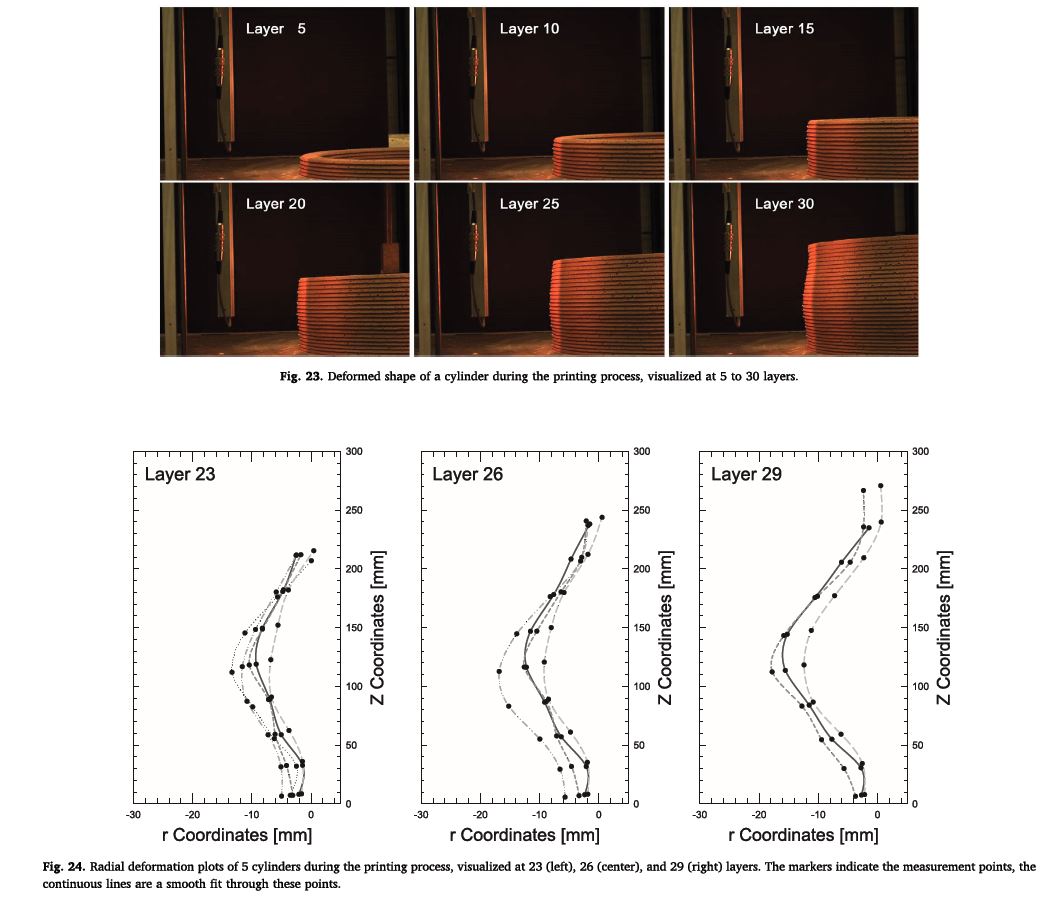 Layer 5
Layer 10
Layer 15
Layer 20
Layer 25
Layer 30
Fig. 23. Deformed shape of a cylinder during the printing process, visualized at 5 to 30 layers.
Layer 23
300
250
200
150
100
50
0
Z Coordinates [mm]
-30 -20 -10 0
r Coordinates [mm]
Layer 26
300
250
200
150
100
50
0
Z Coordinates [mm]
-30 -20 -10 0
r Coordinates [mm]
Layer 29
300
250
200
150
100
50
0
Z Coordinates [mm]
-30 -20 -10 0
r Coordinates [mm]
Fig. 24. Radial deformation plots of 5 cylinders during the printing process, visualized at 23 (left), 26 (center), and 29 (right) layers. The markers indicate the measurement points, the
continuous lines are a smooth fit through these points.